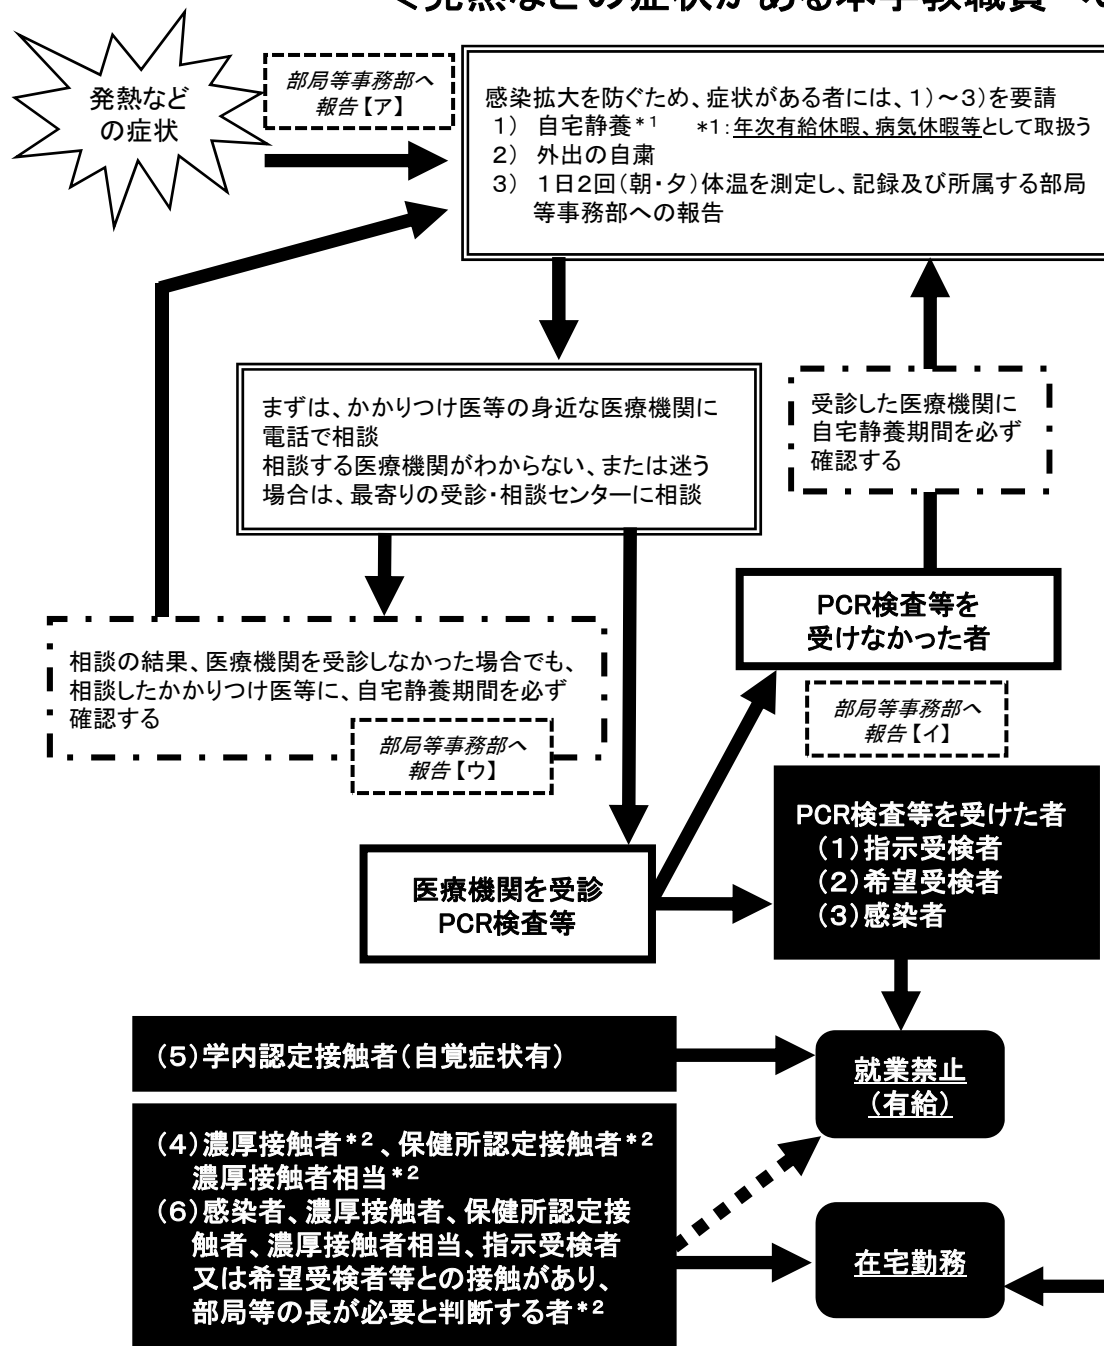 ＜発熱などの症状がある本学教職員への
発熱など
の症状
部局等事務部へ
報告【ア】
感染拡大を防ぐため、症状がある者には、１）～３）を要請
１） 自宅静養*1 *1：年次有給休暇、病気休暇等として取扱う
２） 外出の自粛
３） １日２回（朝・夕）体温を測定し、記録及び所属する部局
等事務部への報告
まずは、かかりつけ医等の身近な医療機関に
電話で相談
相談する医療機関がわからない、または迷う
場合は、最寄りの受診・相談センターに相談
受診した医療機関に
自宅静養期間を必ず
確認する
PCR検査等を
受けなかった者
相談の結果、医療機関を受診しなかった場合でも、
相談したかかりつけ医等に、自宅静養期間を必ず
確認する
部局等事務部へ
報告【ウ】
部局等事務部へ
報告【イ】
PCR検査等を受けた者
（１）指示受検者
（２）希望受検者
（３）感染者
医療機関を受診
PCR検査等
（５）学内認定接触者（自覚症状有）
就業禁止
（有給）
（４）濃厚接触者*2 、保健所認定接触者*2
濃厚接触者相当*2
（６）感染者、濃厚接触者、保健所認定接
触者、濃厚接触者相当、指示受検者
又は希望受検者等との接触があり、
部局等の長が必要と判断する者*2
在宅勤務